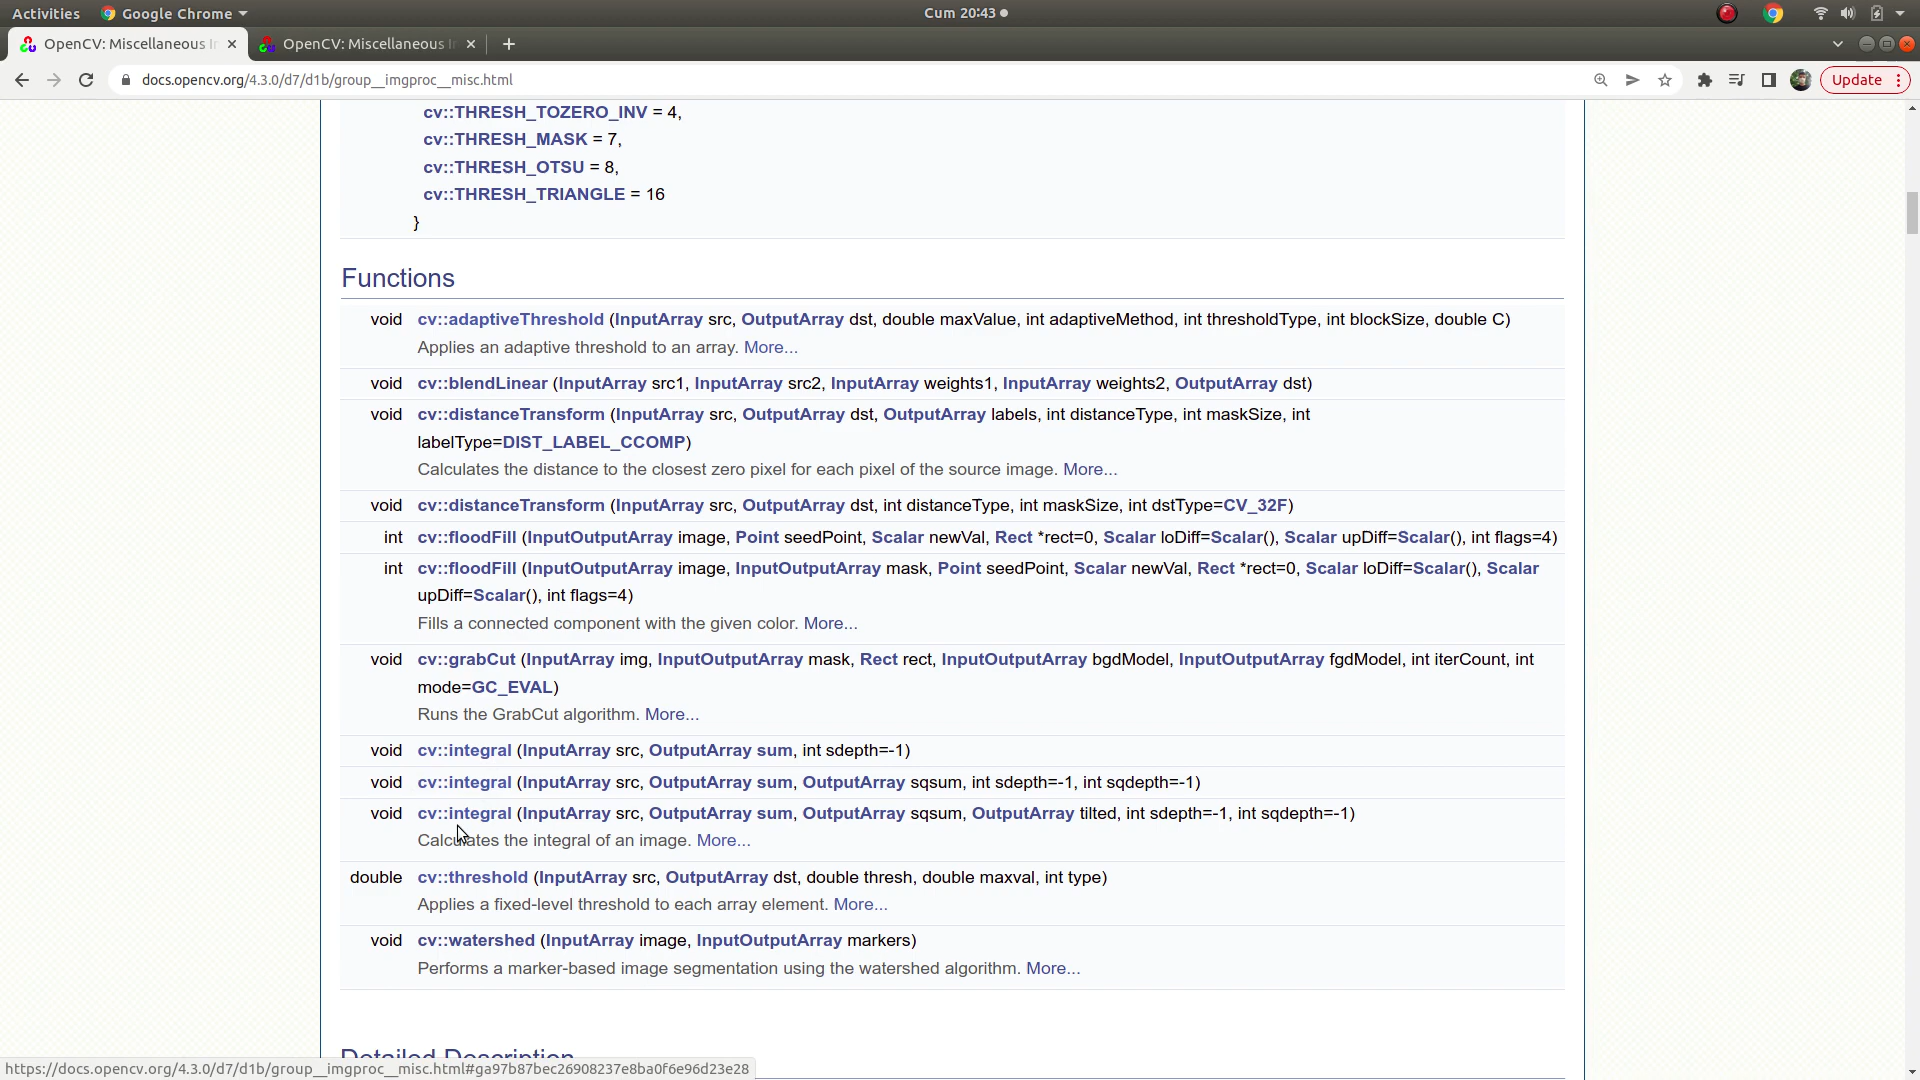 Activities
Google Chrome
Cum 20:43
OpenCV: Miscellaneous I
OpenCV: Miscellaneous I
docs.opencv.org/4.3.0/d7/d1b/group__imgproc__misc.html
Update
cv::THRESH_TOZERO_INV = 4,
cv::THRESH_MASK = 7,
cv::THRESH_OTSU = 8,
cv::THRESH_TRIANGLE = 16
}
Functions
void cv::adaptiveThreshold (InputArray src, OutputArray dst, double maxValue, int adaptiveMethod, int thresholdType, int blockSize, double C)
Applies an adaptive threshold to an array. More...
void cv::blendLinear (InputArray src1, InputArray src2, InputArray weights1, InputArray weights2, OutputArray dst)
void cv::distanceTransform (InputArray src, OutputArray dst, OutputArray labels, int distanceType, int maskSize, int
labelType=DIST_LABEL_CCOMP)
Calculates the distance to the closest zero pixel for each pixel of the source image. More...
void cv::distanceTransform (InputArray src, OutputArray dst, int distanceType, int maskSize, int dstType=CV_32F)
int cv::floodFill (InputOutputArray image, Point seedPoint, Scalar newVal, Rect *rect=0, Scalar loDiff=Scalar(), Scalar upDiff=Scalar(), int flags=4)
int cv::floodFill (InputOutputArray image, InputOutputArray mask, Point seedPoint, Scalar newVal, Rect *rect=0, Scalar loDiff=Scalar(), Scalar
upDiff=Scalar(), int flags=4)
Fills a connected component with the given color. More...
void cv::grabCut (InputArray img, InputOutputArray mask, Rect rect, InputOutputArray bgdModel, InputOutputArray fgdModel, int iterCount, int
mode=GC_EVAL)
Runs the GrabCut algorithm. More...
void cv::integral (InputArray src, OutputArray sum, int sdepth=-1)
void cv::integral (InputArray src, OutputArray sum, OutputArray sqsum, int sdepth=-1, int sqdepth=-1)
void cv::integral (InputArray src, OutputArray sum, OutputArray sqsum, OutputArray tilted, int sdepth=-1, int sqdepth=-1)
Calculates the integral of an image. More...
double cv::threshold (InputArray src, OutputArray dst, double thresh, double maxval, int type)
Applies a fixed-level threshold to each array element. More...
void cv::watershed (InputArray image, InputOutputArray markers)
Performs a marker-based image segmentation using the watershed algorithm. More...
Detailed Description
https://docs.opencv.org/4.3.0/d7/d1b/group__imgproc__misc.html#ga97b87bec26908237e8ba0f6e96d23e28